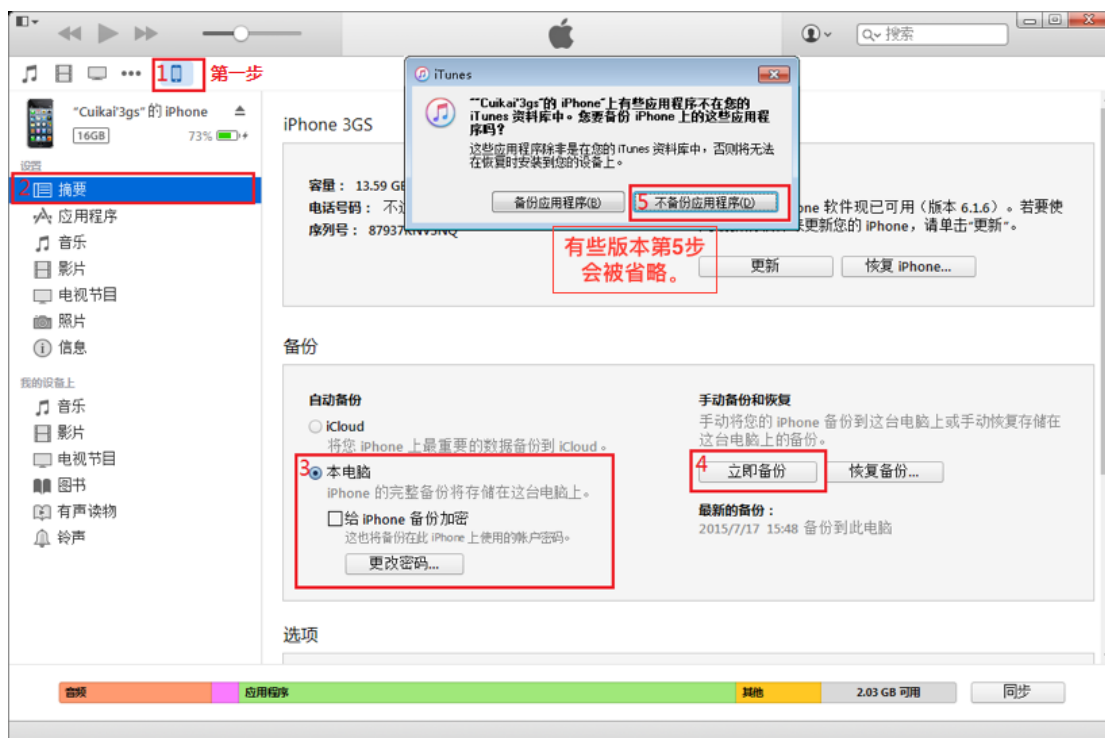 搜索
1
第一步
"Cuikai'3gs"的 iPhone
16GB
73%
设置
2 摘要
应用程序
音乐
影片
电视节目
照片
信息
我的设备上
音乐
影片
电视节目
图书
有声读物
铃声
iTunes
"“Cuikai'3gs”的 iPhone"上有些应用程序不在您的
iTunes 资料库中。您要备份 iPhone 上的这些应用程
序吗？
这些应用程序除非是在您的 iTunes 资料库中，否则将无法
在恢复时安装到您的设备上。
备份应用程序(B)
5 不备份应用程序(D)
有些版本第5步
会被省略。
iPhone 3GS
容量： 13.59
电话号码：
序列号：
软件现已可用（版本 6.1.6）。若要使
更新您的 iPhone，请单击“更新”。
更新
恢复 iPhone...
备份
自动备份
iCloud
将您 iPhone 上最重要的数据备份到 iCloud。
3 本电脑
iPhone 的完整备份将存储在这台电脑上。
给 iPhone 备份加密
这也将备份在此 iPhone 上使用的帐户密码。
更改密码...
手动备份和恢复
手动将您的 iPhone 备份到这台电脑上或手动恢复存储在
这台电脑上的备份。
4 立即备份
恢复备份...
最新的备份：
2015/7/17 15:48 备份到此电脑
选项
音频
应用程序
其他
2.03 GB 可用
同步